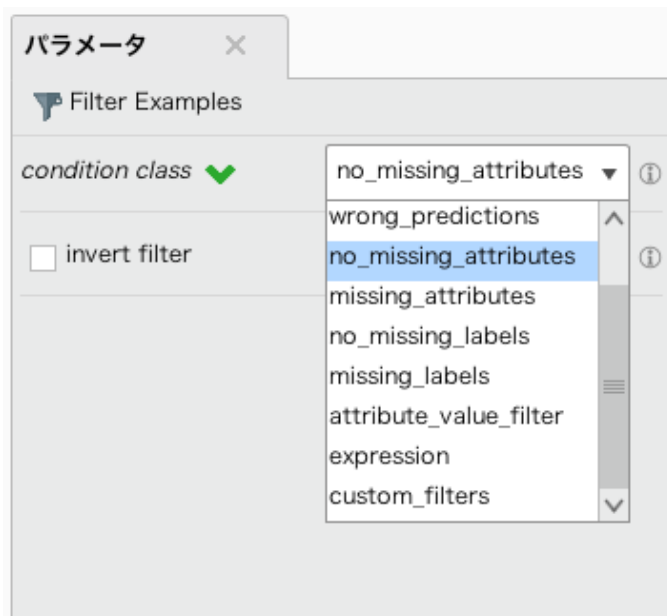 パラメータ
Filter Examples
condition class no_missing_attributes
wrong_predictions
invert filter no_missing_attributes
missing_attributes
no_missing_labels
missing_labels
attribute_value_filter
expression
custom_filters